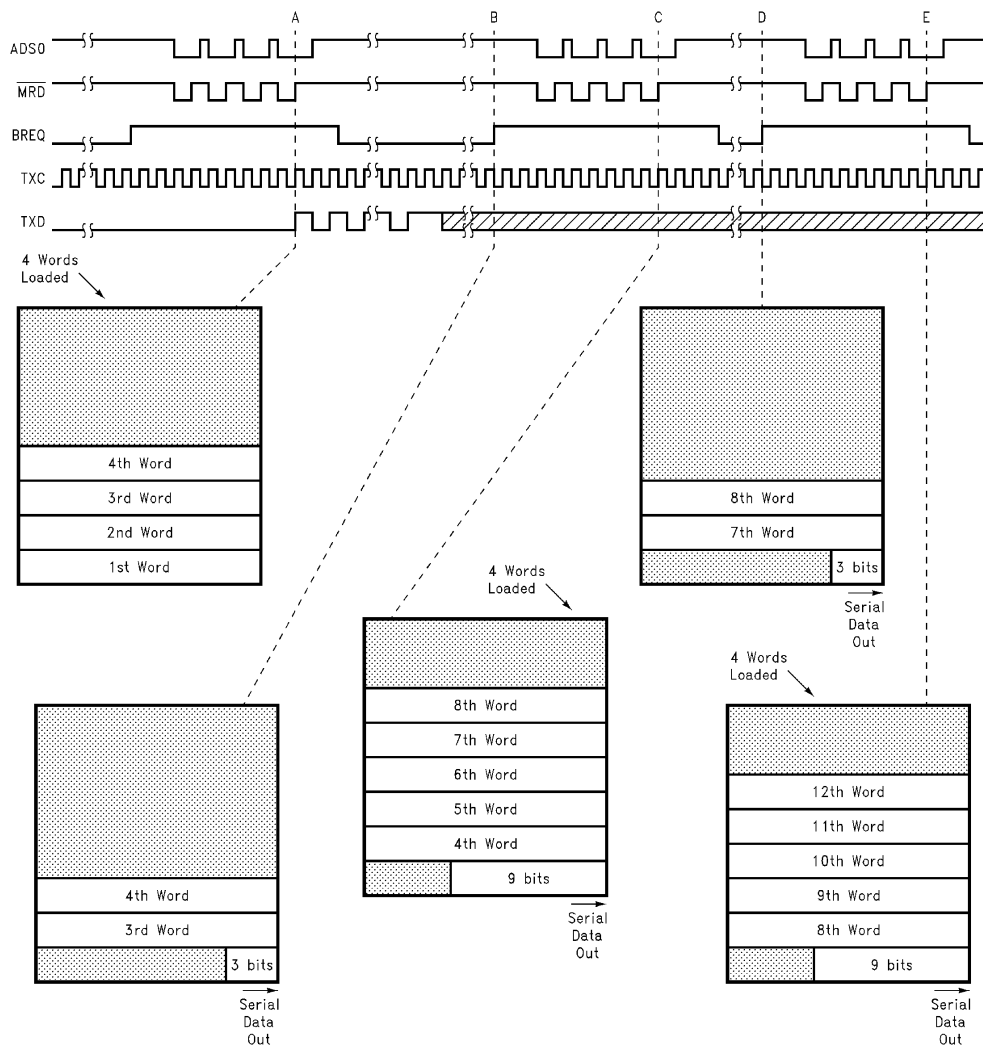 A B C D E
ADS0
MRD
BREQ
TXC
TXD
4 Words
Loaded
4th Word
3rd Word
2nd Word
1st Word
8th Word
7th Word
3 bits
Serial
Data
Out
4 Words
Loaded
8th Word
7th Word
6th Word
5th Word
4th Word
9 bits
Serial
Data
Out
4 Words
Loaded
12th Word
11th Word
10th Word
9th Word
8th Word
9 bits
Serial
Data
Out
4th Word
3rd Word
3 bits
Serial
Data
Out